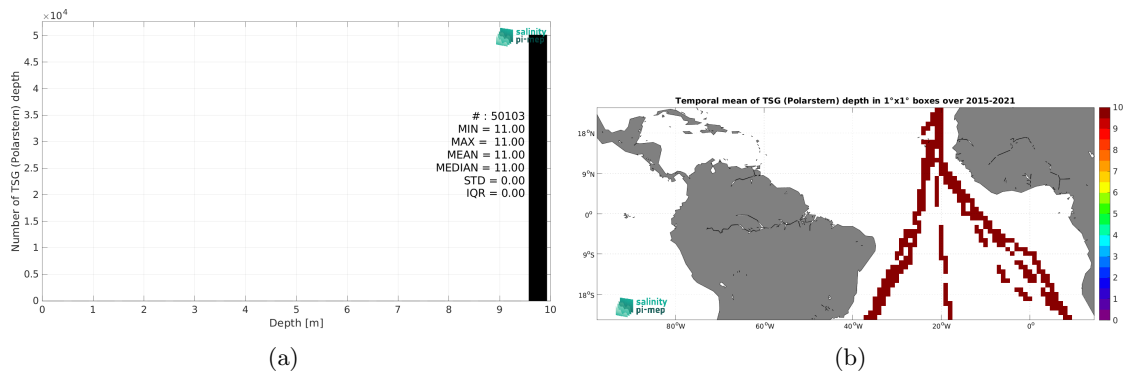 ×10⁴
5
4.5
4
3.5
3
2.5
2
1.5
1
0.5
0
Number of TSG (Polarstern) depth
salinity
pi-mep
# : 50103
MIN = 11.00
MAX = 11.00
MEAN = 11.00
MEDIAN = 11.00
STD = 0.00
IQR = 0.00
0 1 2 3 4 5 6 7 8 9 10
Depth [m]
(a)
Temporal mean of TSG (Polarstern) depth in 1°x1° boxes over 2015-2021
18°N
9°N
0°
9°S
18°S
80°W 60°W 40°W 20°W 0°
salinity
pi-mep
10
9
8
7
6
5
4
3
2
1
0
(b)